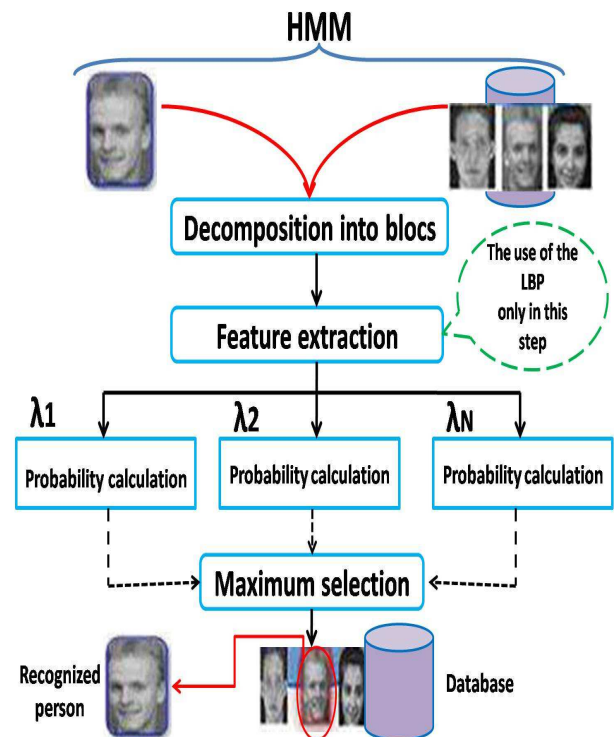 HMM
Decomposition into blocs
The use of the
LBP
only in this
step
Feature extraction
λ1
λ2
λN
Probability calculation
Probability calculation
Probability calculation
Maximum selection
Recognized
person
Database